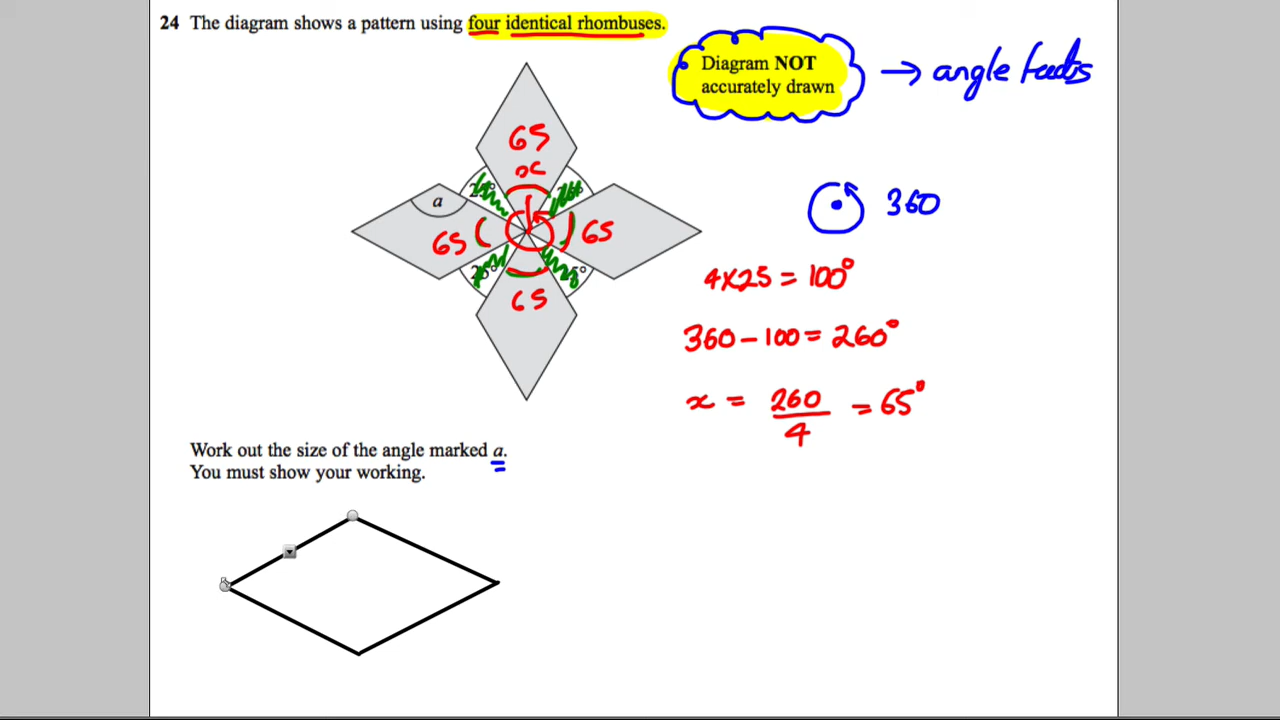 24 The diagram shows a pattern using four identical rhombuses.
Diagram NOT
accurately drawn
→ angle facts
65
x
a
65
65
65
25°
360
4×25 = 100°
360 - 100 = 260°
x = 260/4 = 65°
Work out the size of the angle marked a.
You must show your working.